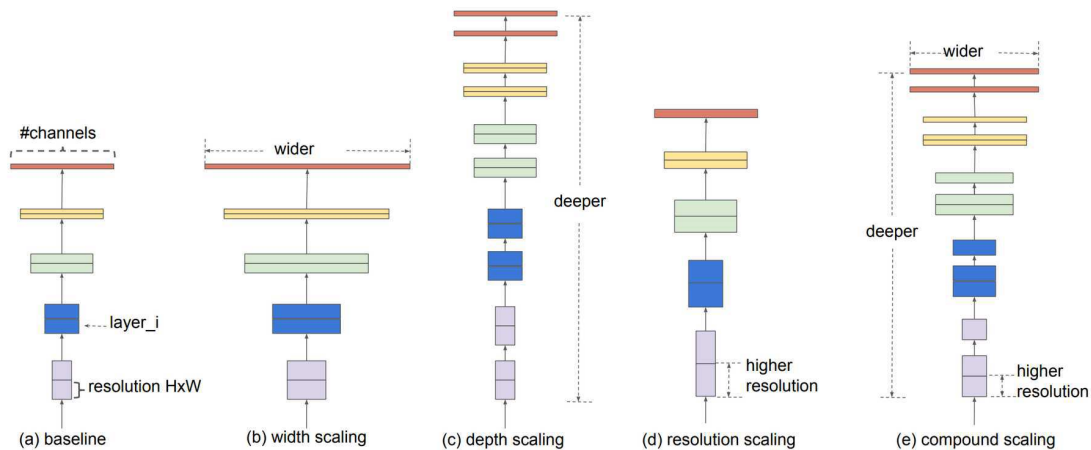 #channels
wider
deeper
wider
deeper
layer_i
resolution HxW
higher
resolution
higher
resolution
(a) baseline
(b) width scaling
(c) depth scaling
(d) resolution scaling
(e) compound scaling